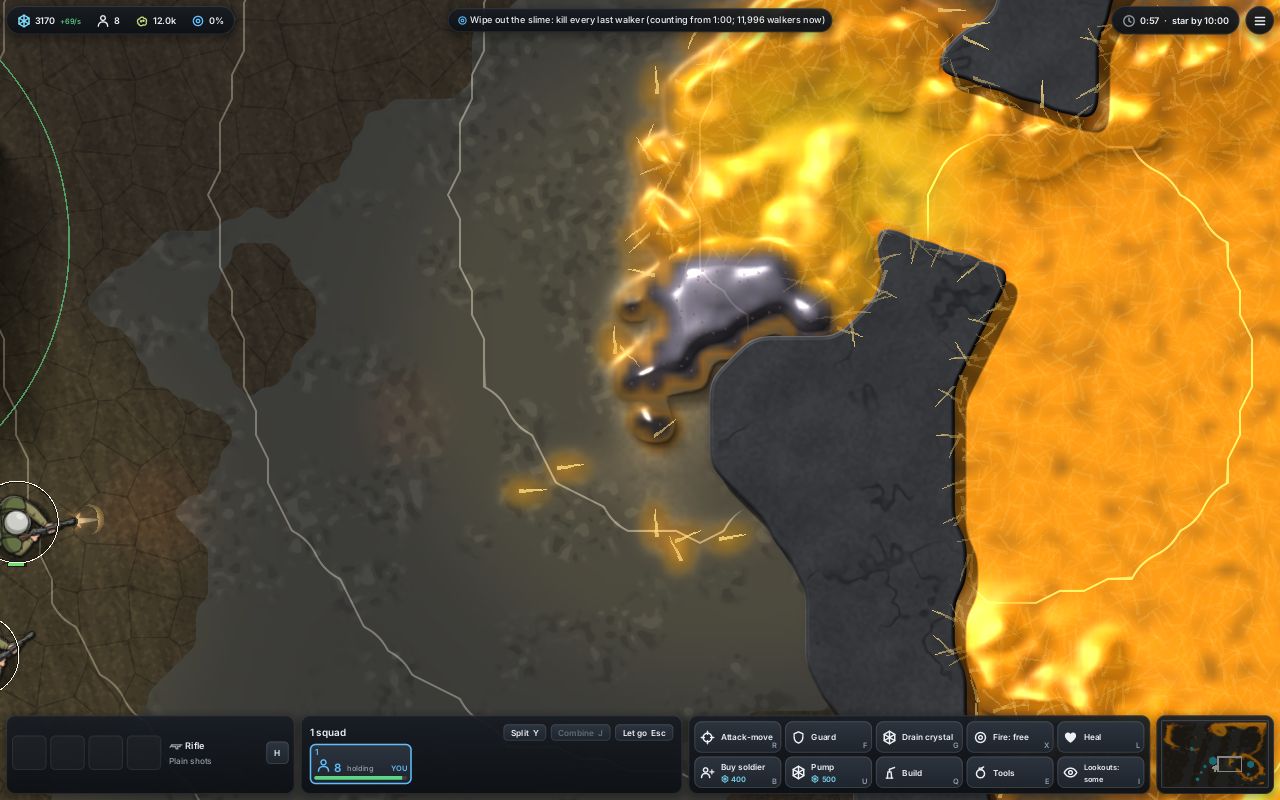 3170 +69/s 8 12.0k 0%
Wipe out the slime: kill every last walker (counting from 1:00; 11,996 walkers now)
0:57 · star by 10:00
Rifle
Plain shots
H
1 squad
Split Y
Combine J
Let go Esc
1
8 holding YOU
Attack-move R
Guard F
Drain crystal G
Fire: free X
Heal L
Buy soldier
400 B
Pump
500 U
Build Q
Tools E
Lookouts:
some I